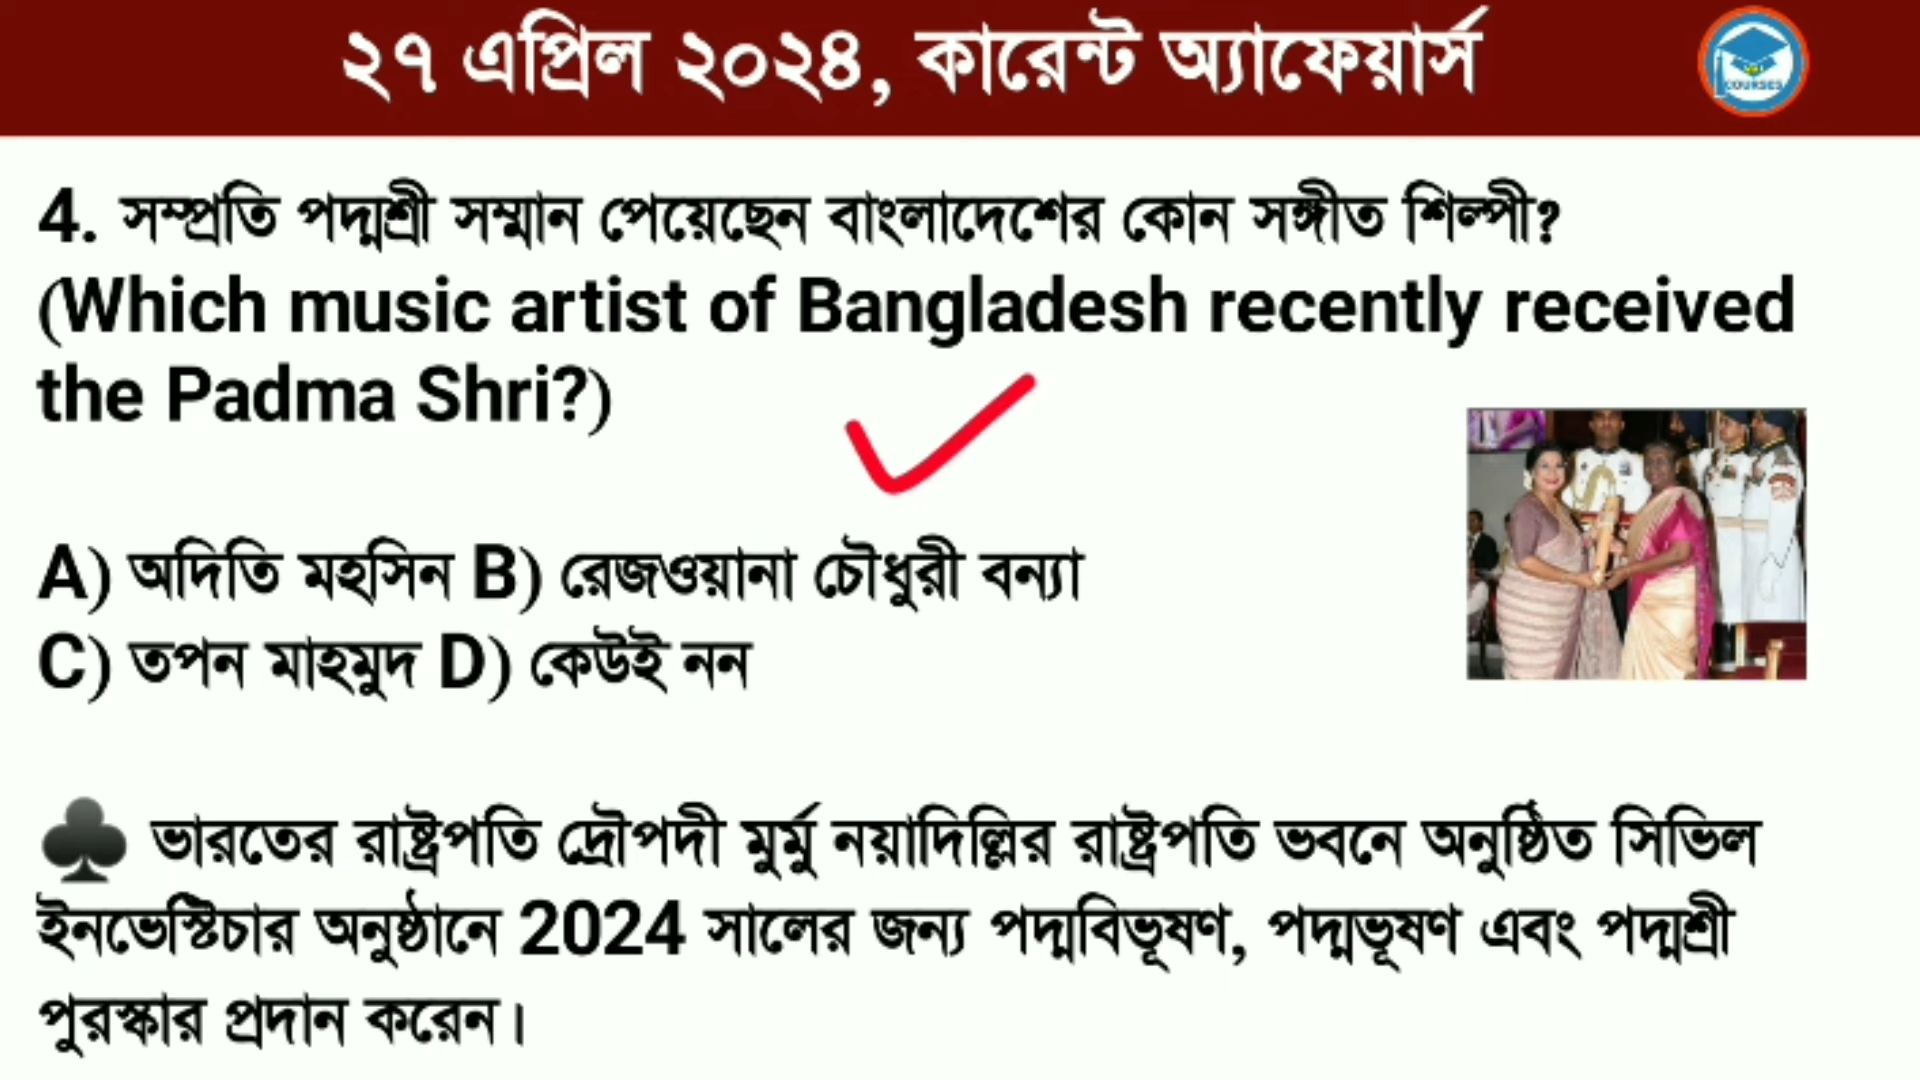 ২৭ এপ্রিল ২০২৪, কারেন্ট অ্যাফেয়ার্স
COURSES
4. সম্প্রতি পদ্মশ্রী সম্মান পেয়েছেন বাংলাদেশের কোন সঙ্গীত শিল্পী?
(Which music artist of Bangladesh recently received
the Padma Shri?)
A) অদিতি মহসিন B) রেজওয়ানা চৌধুরী বন্যা
C) তপন মাহমুদ D) কেউই নন
♣ ভারতের রাষ্ট্রপতি দ্রৌপদী মুর্মু নয়াদিল্লির রাষ্ট্রপতি ভবনে অনুষ্ঠিত সিভিল
ইনভেস্টিচার অনুষ্ঠানে 2024 সালের জন্য পদ্মবিভূষণ, পদ্মভূষণ এবং পদ্মশ্রী
পুরস্কার প্রদান করেন।